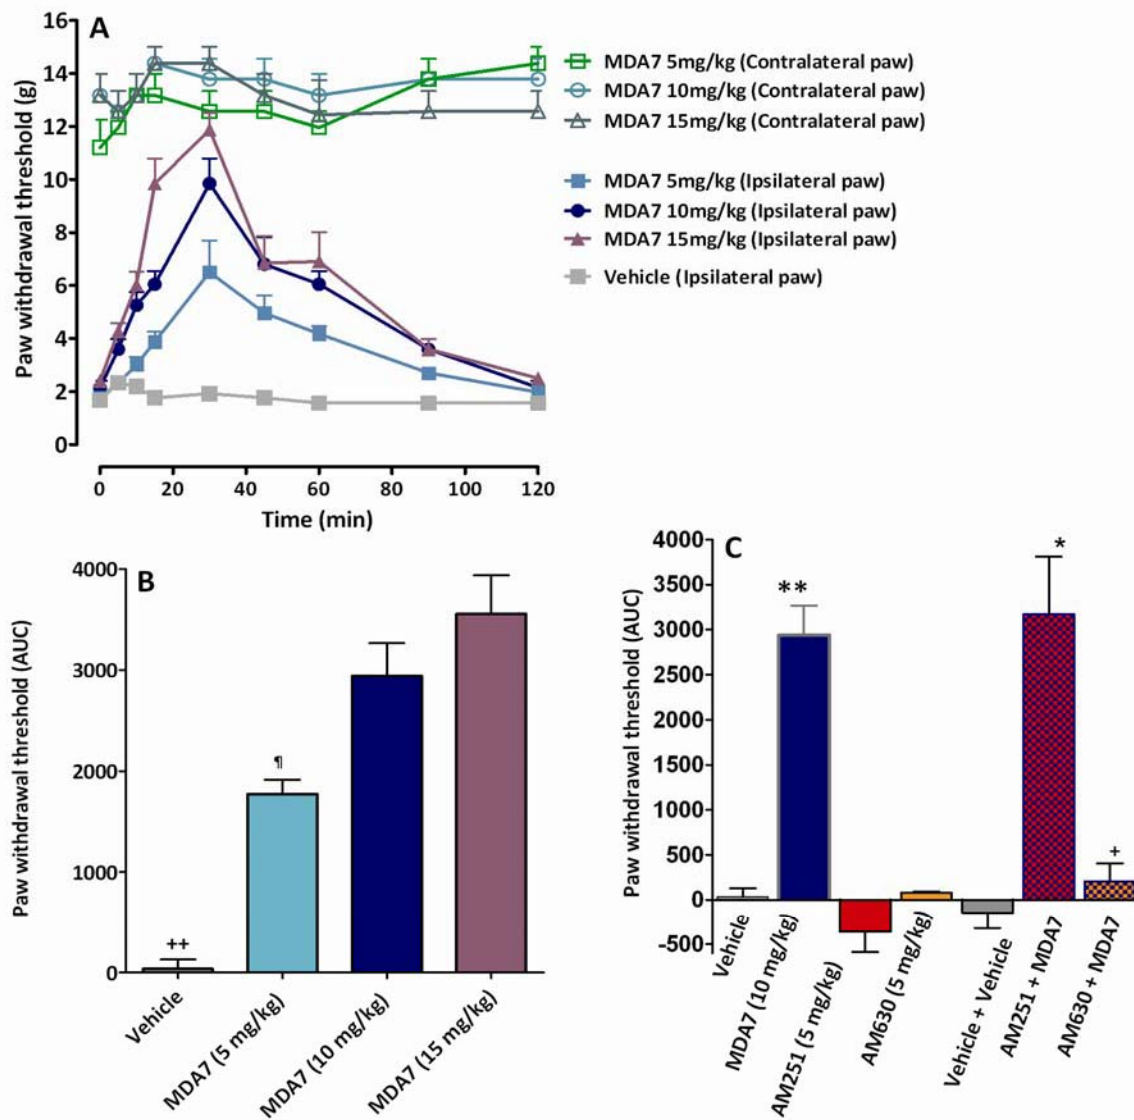 A
Paw withdrawal threshold (g)
16
14
12
10
8
6
4
2
0
0 20 40 60 80 100 120
Time (min)
MDA7 5mg/kg (Contralateral paw)
MDA7 10mg/kg (Contralateral paw)
MDA7 15mg/kg (Contralateral paw)
MDA7 5mg/kg (Ipsilateral paw)
MDA7 10mg/kg (Ipsilateral paw)
MDA7 15mg/kg (Ipsilateral paw)
Vehicle (Ipsilateral paw)
B
Paw withdrawal threshold (AUC)
4000
3000
2000
1000
0
++
¶
Vehicle
MDA7 (5 mg/kg)
MDA7 (10 mg/kg)
MDA7 (15 mg/kg)
C
Paw withdrawal threshold (AUC)
4000
3500
3000
2500
2000
1500
1000
500
0
-500
**
*
+
Vehicle
MDA7 (10 mg/kg)
AM251 (5 mg/kg)
AM630 (5 mg/kg)
Vehicle + Vehicle
AM251 + MDA7
AM630 + MDA7